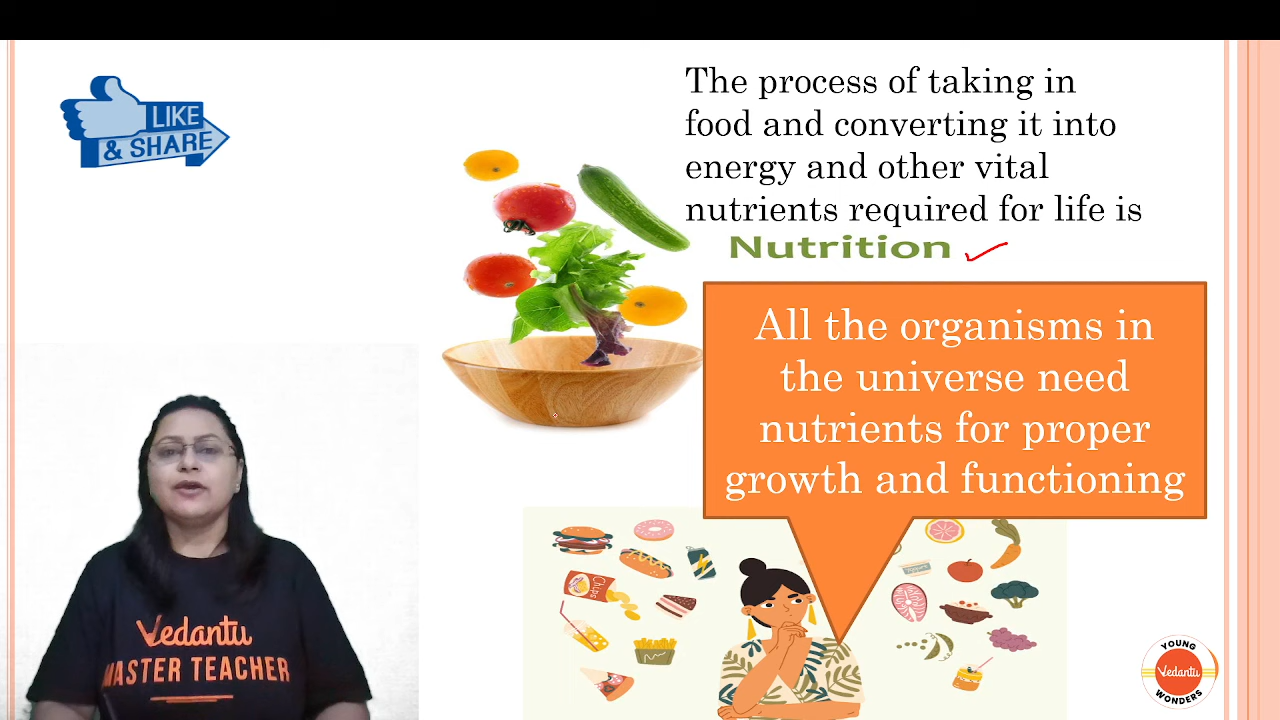 LIKE
& SHARE
The process of taking in
food and converting it into
energy and other vital
nutrients required for life is
Nutrition
All the organisms in
the universe need
nutrients for proper
growth and functioning
Vedantu
MASTER TEACHER
Chips
YOUNG
Vedantu
WONDERS